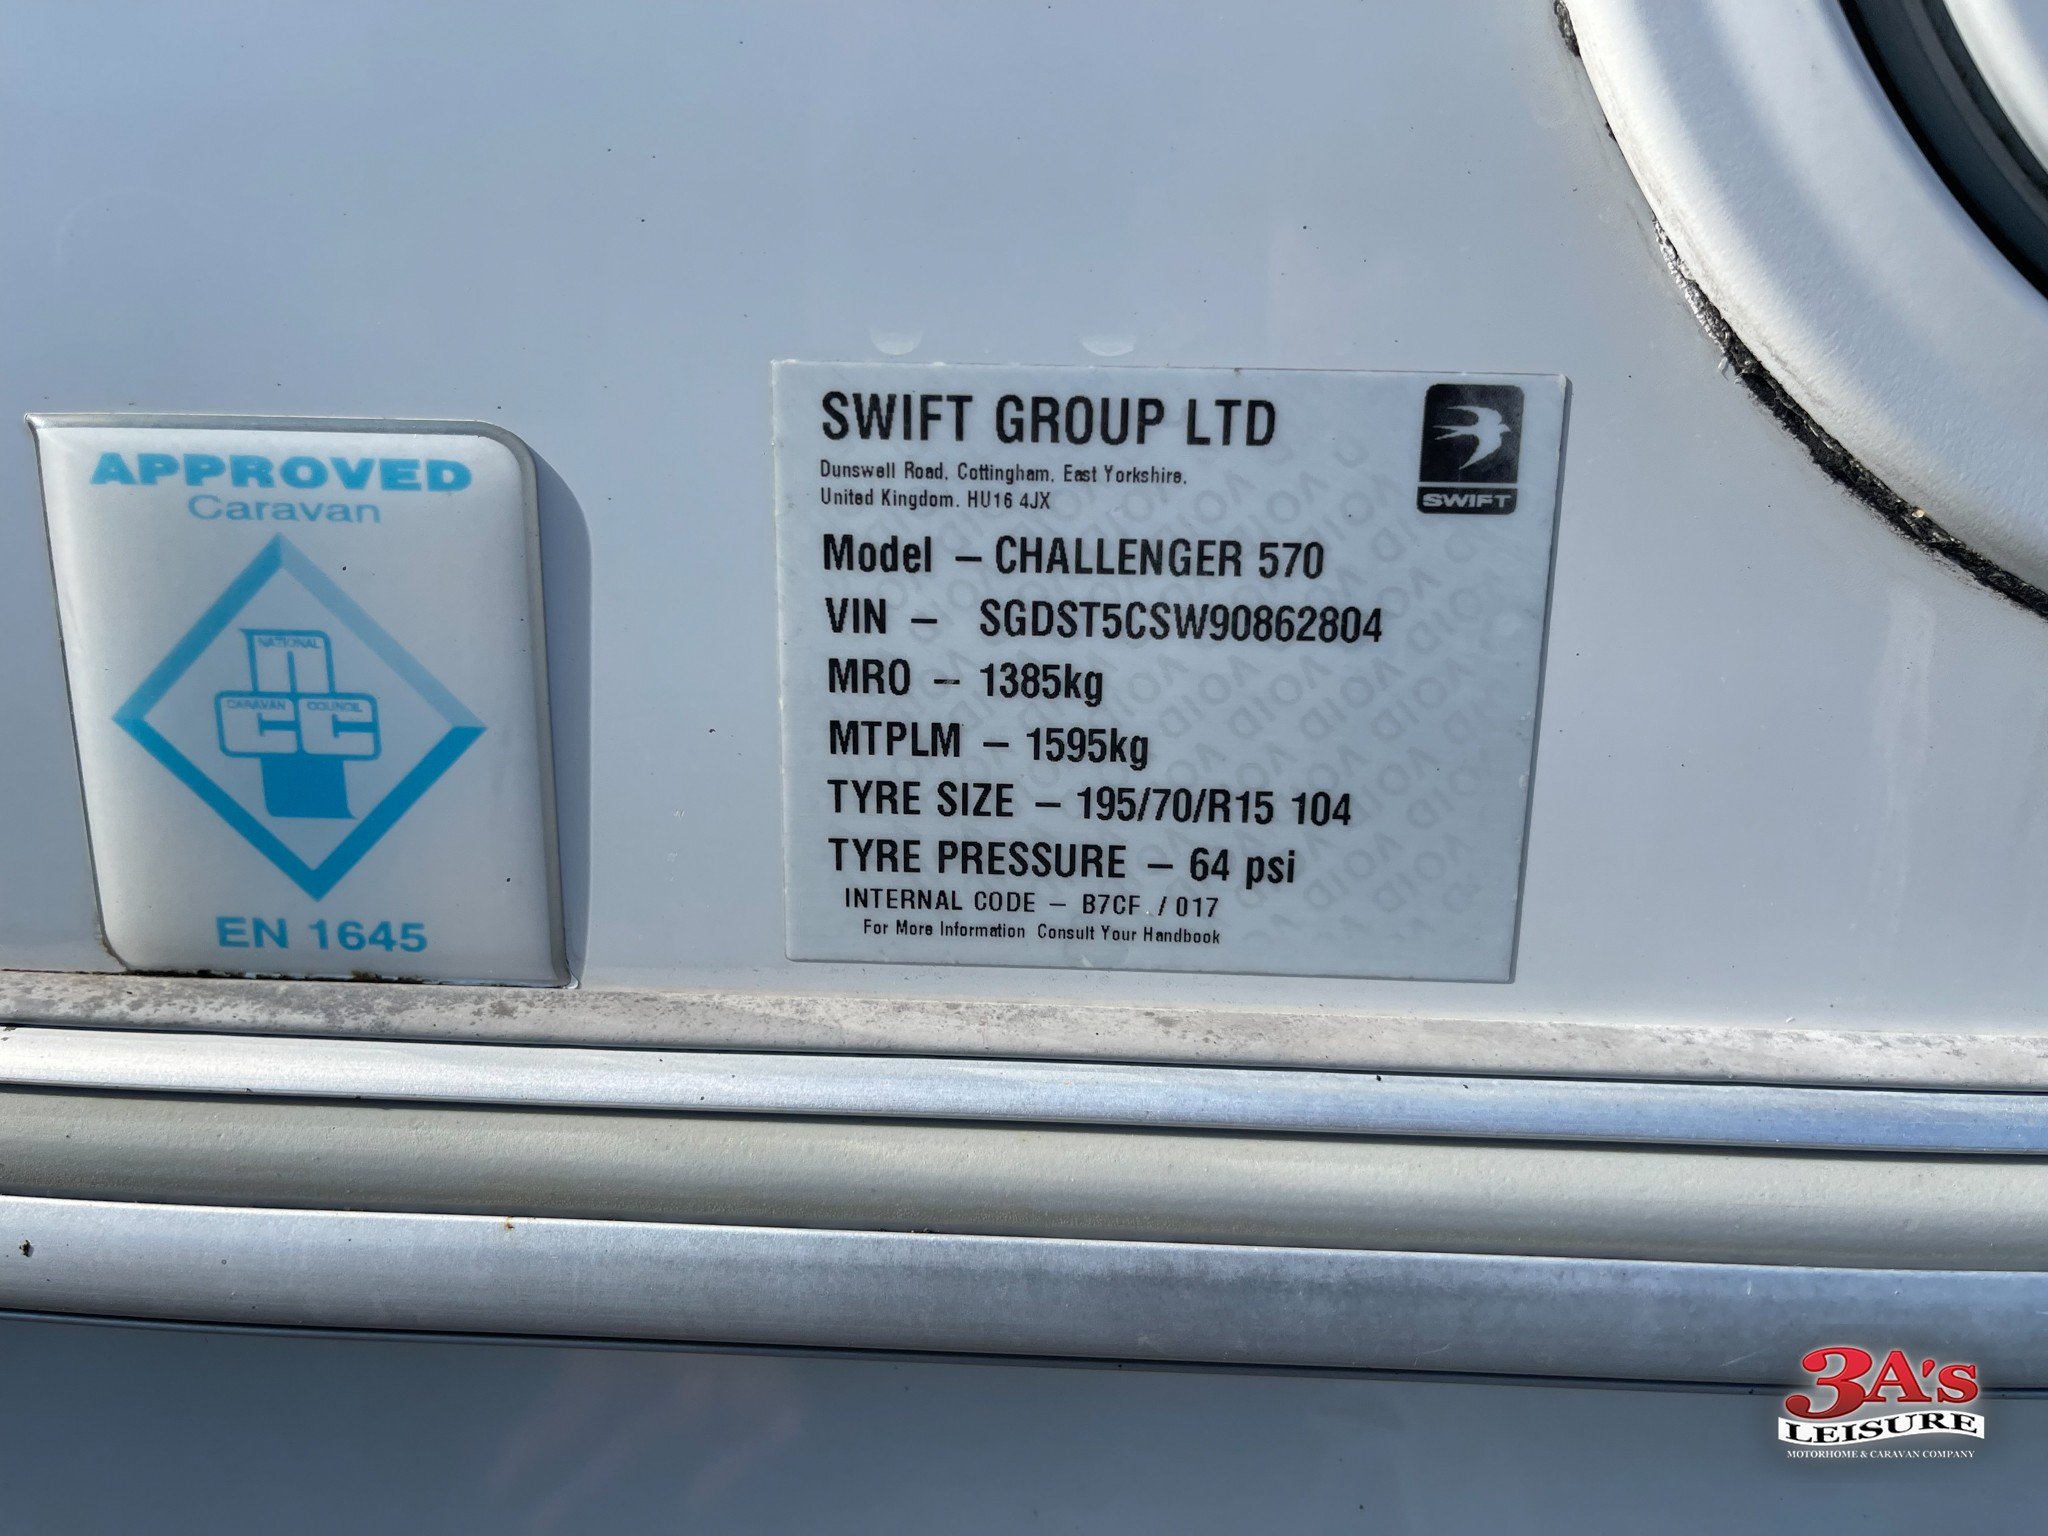 APPROVED
Caravan
NATIONAL
n
CARAVAN COUNCIL
cc
EN 1645
SWIFT GROUP LTD
Dunswell Road, Cottingham, East Yorkshire,
United Kingdom. HU16 4JX
SWIFT
Model – CHALLENGER 570
VIN – SGDST5CSW90862804
MRO – 1385kg
MTPLM – 1595kg
TYRE SIZE – 195/70/R15 104
TYRE PRESSURE – 64 psi
INTERNAL CODE – B7CF / 017
For More Information Consult Your Handbook
3A's
LEISURE
MOTORHOME & CARAVAN COMPANY